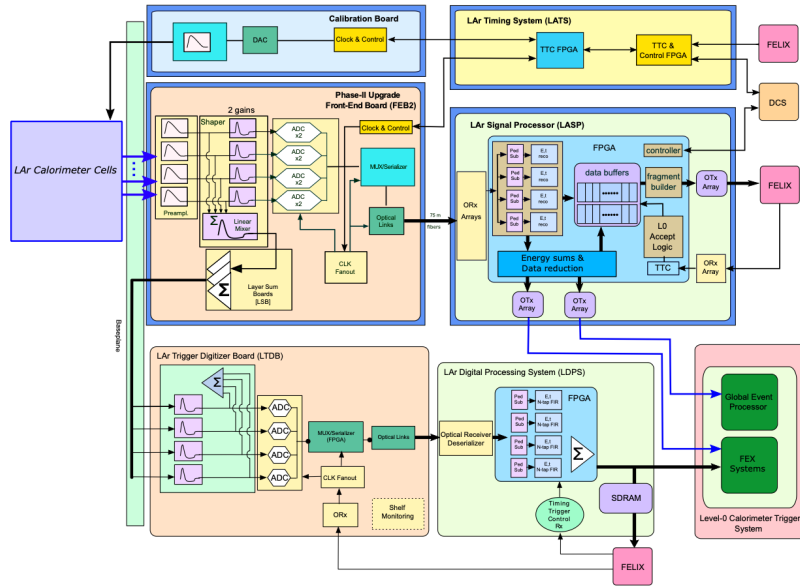 Calibration Board
DAC
Clock & Control
LAr Timing System (LATS)
TTC FPGA
TTC &
Control FPGA
FELIX
DCS
Phase-II Upgrade
Front-End Board (FEB2)
2 gains
Shaper
Clock & Control
ADC
x2
ADC
x2
ADC
x2
ADC
x2
MUX/Serializer
Optical
Links
Preampl.
Σ
Linear
Mixer
CLK
Fanout
Σ
Layer Sum
Boards
[LSB]
LAr Calorimeter Cells
70 m
fibers
LAr Signal Processor (LASP)
FPGA
controller
ORx
Arrays
Ped
Sub
E,t
reco
Ped
Sub
E,t
reco
Ped
Sub
E,t
reco
Ped
Sub
E,t
reco
data buffers
fragment
builder
OTx
Array
FELIX
L0
Accept
Logic
TTC
ORx
Array
Energy sums &
Data reduction
OTx
Array
OTx
Array
Baseplane
LAr Trigger Digitizer Board (LTDB)
Σ
ADC
ADC
ADC
ADC
MUX/Serializer
(FPGA)
Optical Links
CLK Fanout
ORx
Shelf
Monitoring
LAr Digital Processing System (LDPS)
Optical Receiver
Deserializer
FPGA
Ped
Sub
E,t
N-tap FIR
Ped
Sub
E,t
N-tap FIR
Ped
Sub
E,t
N-tap FIR
Ped
Sub
E,t
N-tap FIR
Σ
Timing
Trigger
Control
Rx
SDRAM
FELIX
Global Event
Processor
FEX
Systems
Level-0 Calorimeter Trigger
System